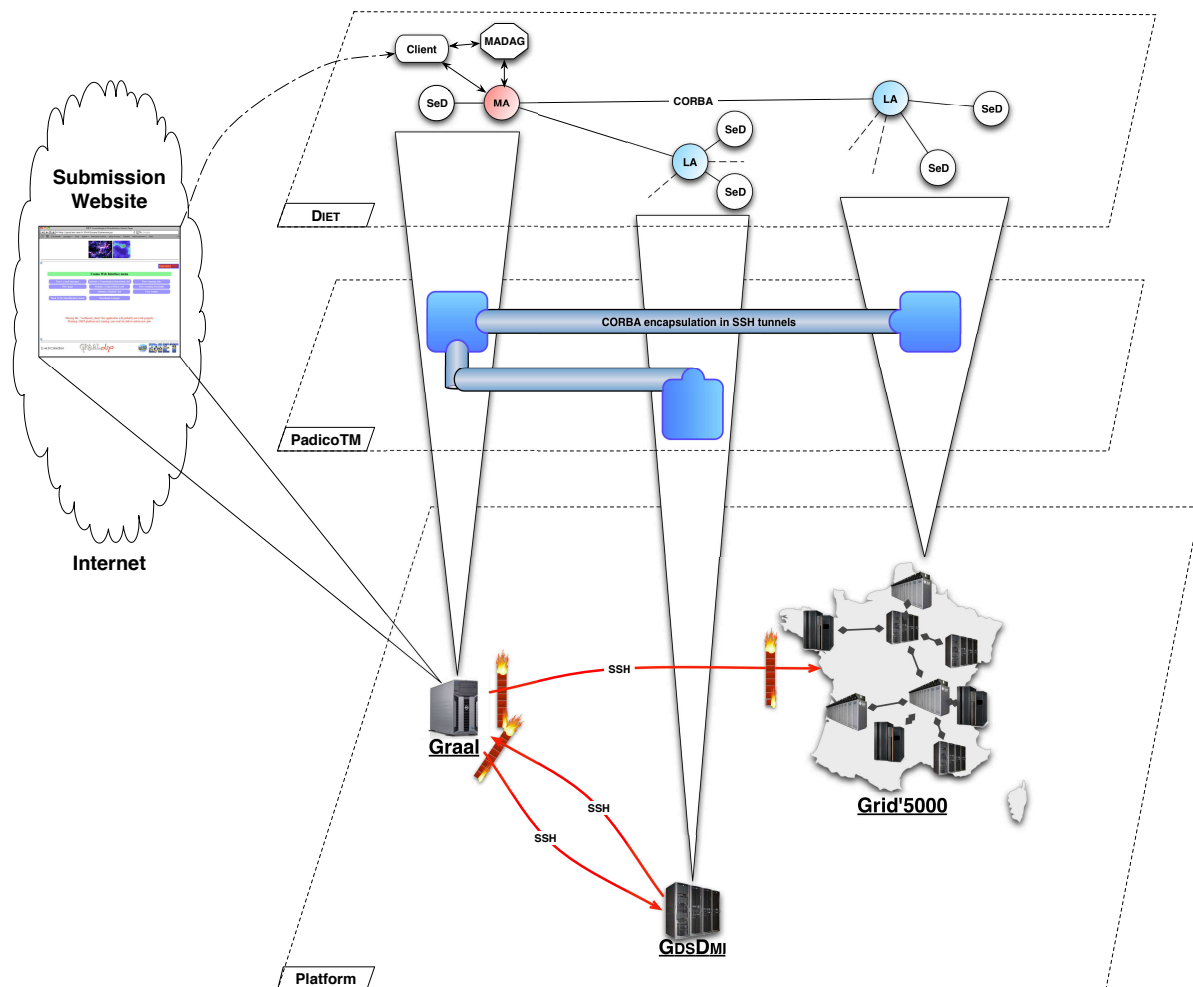 MADAG
Client
SeD
MA
CORBA
LA
SeD
SeD
LA
SeD
SeD
DIET
Submission
Website
CORBA encapsulation in SSH tunnels
PadicoTM
Internet
SSH
Graal
SSH
SSH
Grid'5000
GDSDMI
Platform